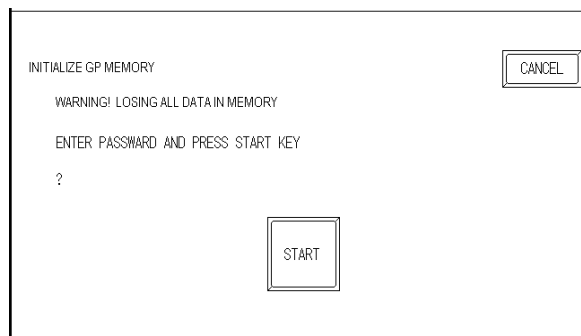 INITIALIZE GP MEMORY
CANCEL
WARNING! LOSING ALL DATA IN MEMORY
ENTER PASSWARD AND PRESS START KEY
?
START